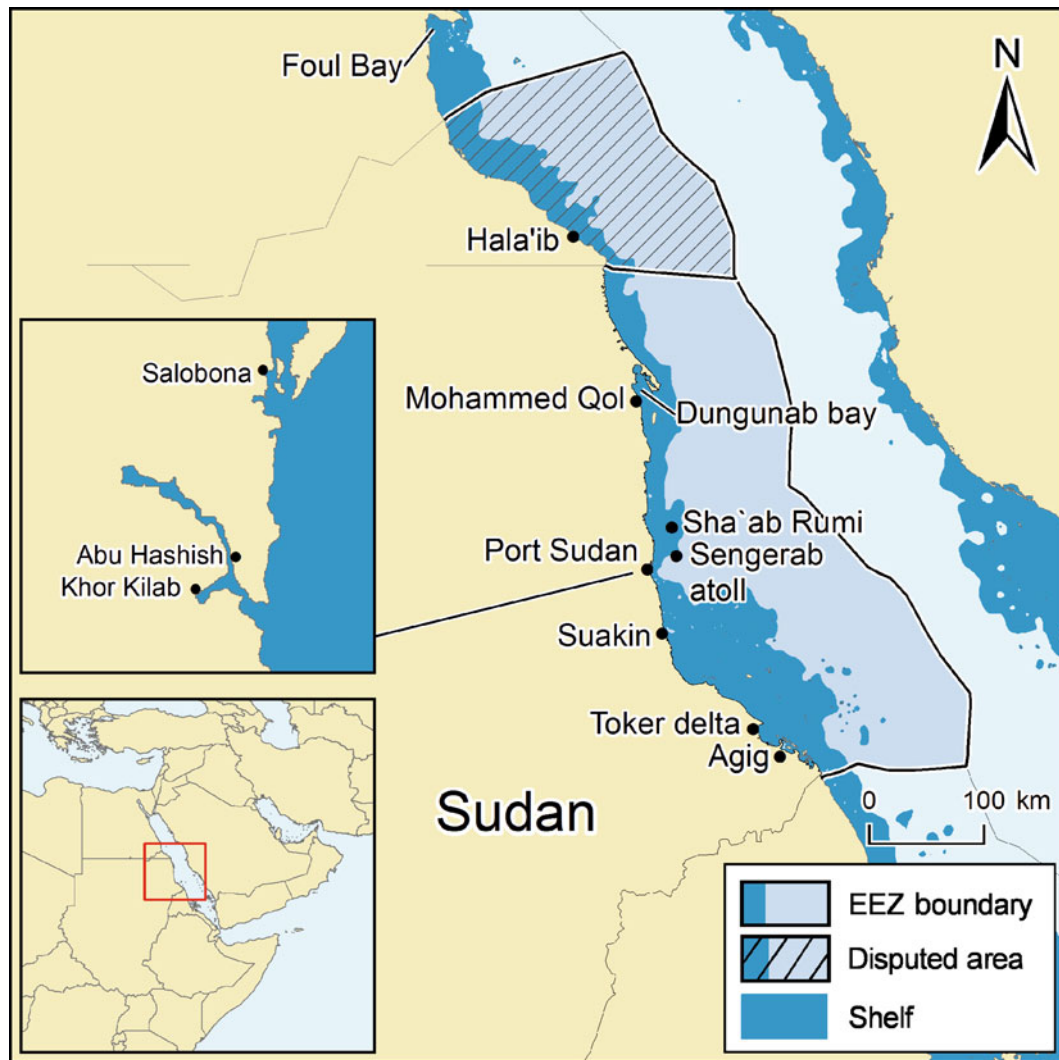 Foul Bay
N
Hala'ib
Salobona
Mohammed Qol
Dungunab bay
Abu Hashish
Khor Kilab
Port Sudan
Sha`ab Rumi
Sengerab
atoll
Suakin
Toker delta
Agig
Sudan
0 100 km
EEZ boundary
Disputed area
Shelf